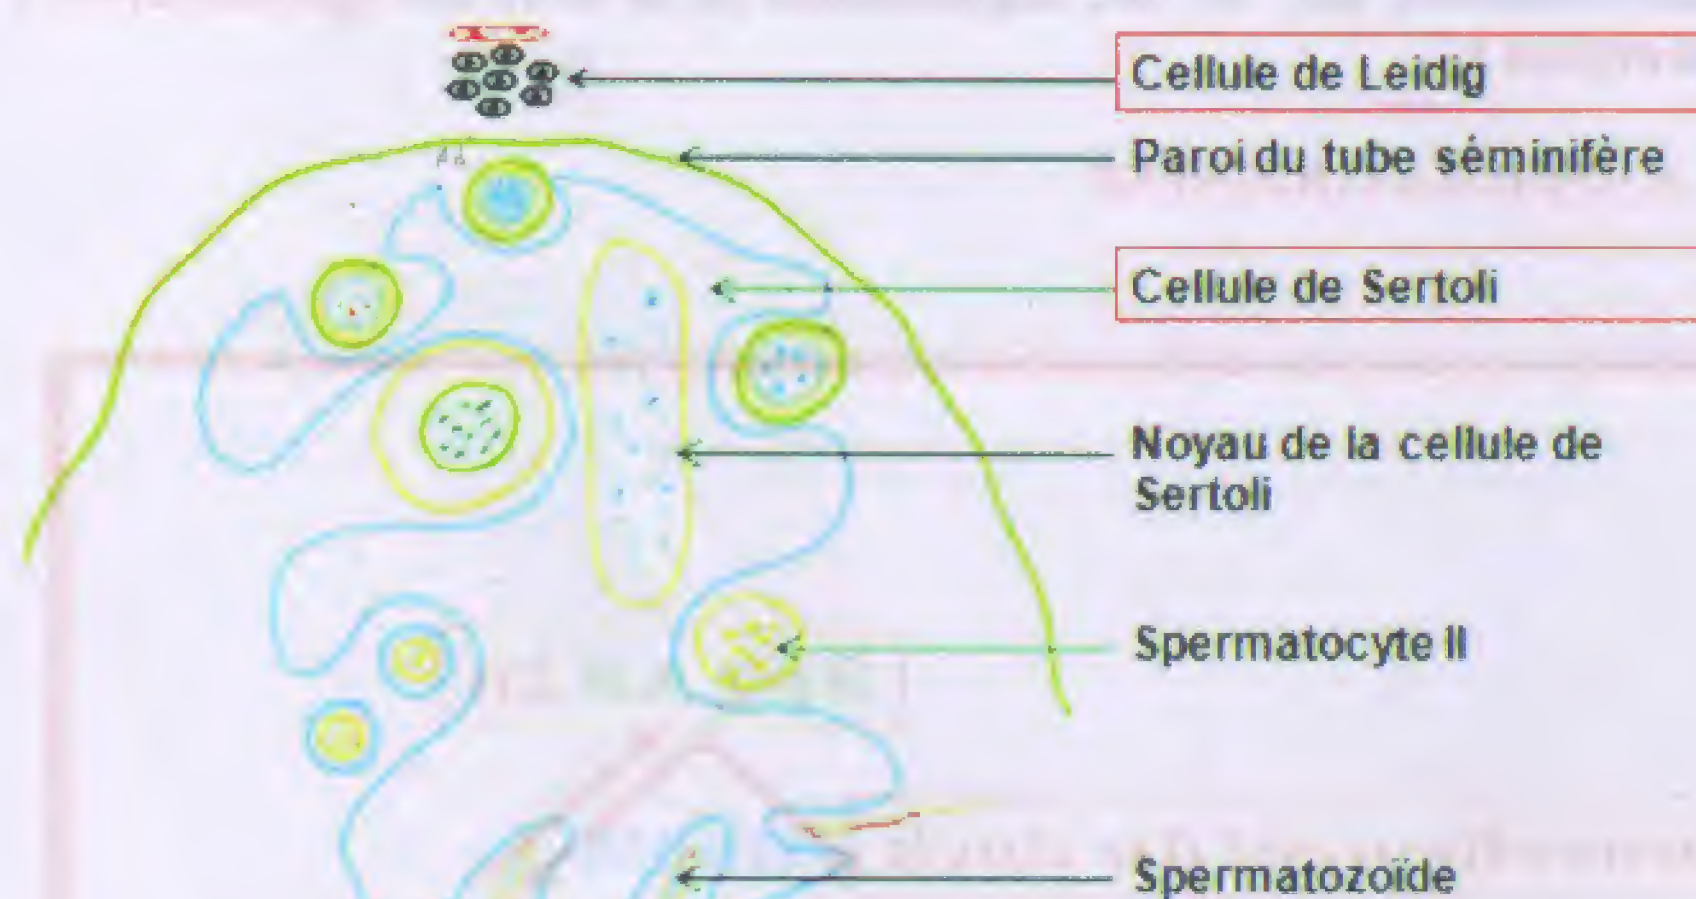 Cellule de Leidig
Paroi du tube séminifère
Cellule de Sertoli
Noyau de la cellule de
Sertoli
Spermatocyte II
Spermatozoïde